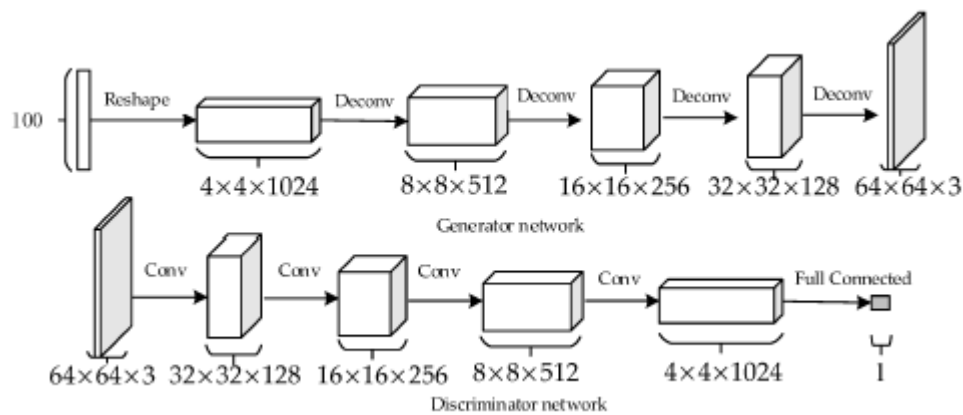 100
Reshape
Deconv
Deconv
Deconv
Deconv
4×4×1024
8×8×512
16×16×256
32×32×128
64×64×3
Generator network
Conv
Conv
Conv
Conv
Full Connected
64×64×3
32×32×128
16×16×256
8×8×512
4×4×1024
1
Discriminator network